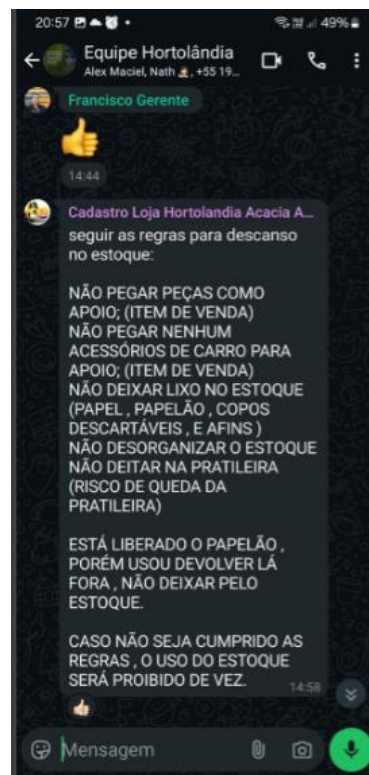 20:57
49%
Equipe Hortolândia
Alex Maciel, Nath, +55 19...
Francisco Gerente
14:44
Cadastro Loja Hortolandia Acacia A...
seguir as regras para descanso
no estoque:
NÃO PEGAR PEÇAS COMO
APOIO; (ITEM DE VENDA)
NÃO PEGAR NENHUM
ACESSÓRIOS DE CARRO PARA
APOIO; (ITEM DE VENDA)
NÃO DEIXAR LIXO NO ESTOQUE
(PAPEL , PAPELÃO , COPOS
DESCARTÁVEIS , E AFINS )
NÃO DESORGANIZAR O ESTOQUE
NÃO DEITAR NA PRATILEIRA
(RISCO DE QUEDA DA
PRATILEIRA)
ESTÁ LIBERADO O PAPELÃO ,
PORÉM USOU DEVOLVER LÁ
FORA , NÃO DEIXAR PELO
ESTOQUE.
CASO NÃO SEJA CUMPRIDO AS
REGRAS , O USO DO ESTOQUE
SERÁ PROIBIDO DE VEZ.
14:58
Mensagem